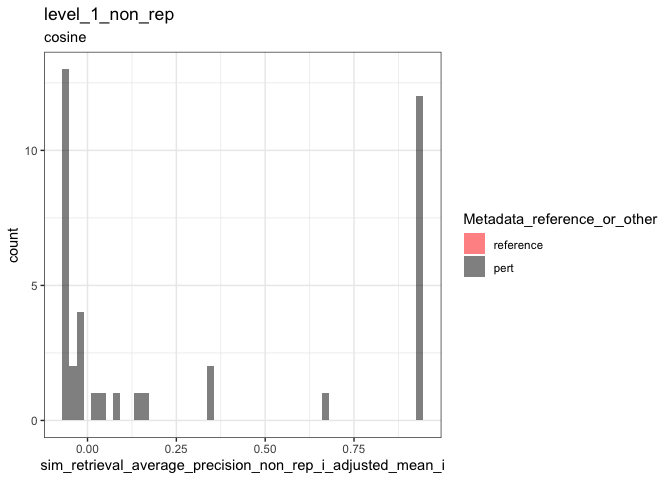 level_1_non_rep
cosine
10
5
0
count
0.00 0.25 0.50 0.75
sim_retrieval_average_precision_non_rep_i_adjusted_mean_i
Metadata_reference_or_other
reference
pert